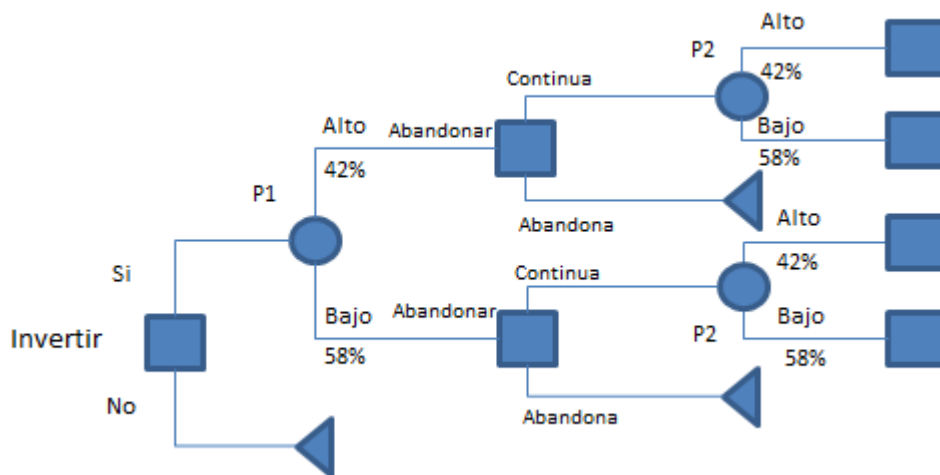 Alto
P2
42%
Continua
Bajo
58%
Alto
Abandonar
42%
P1
Abandona
Alto
42%
Si
Continua
Bajo
Abandonar
58%
P2
Bajo
58%
Invertir
No
Abandona